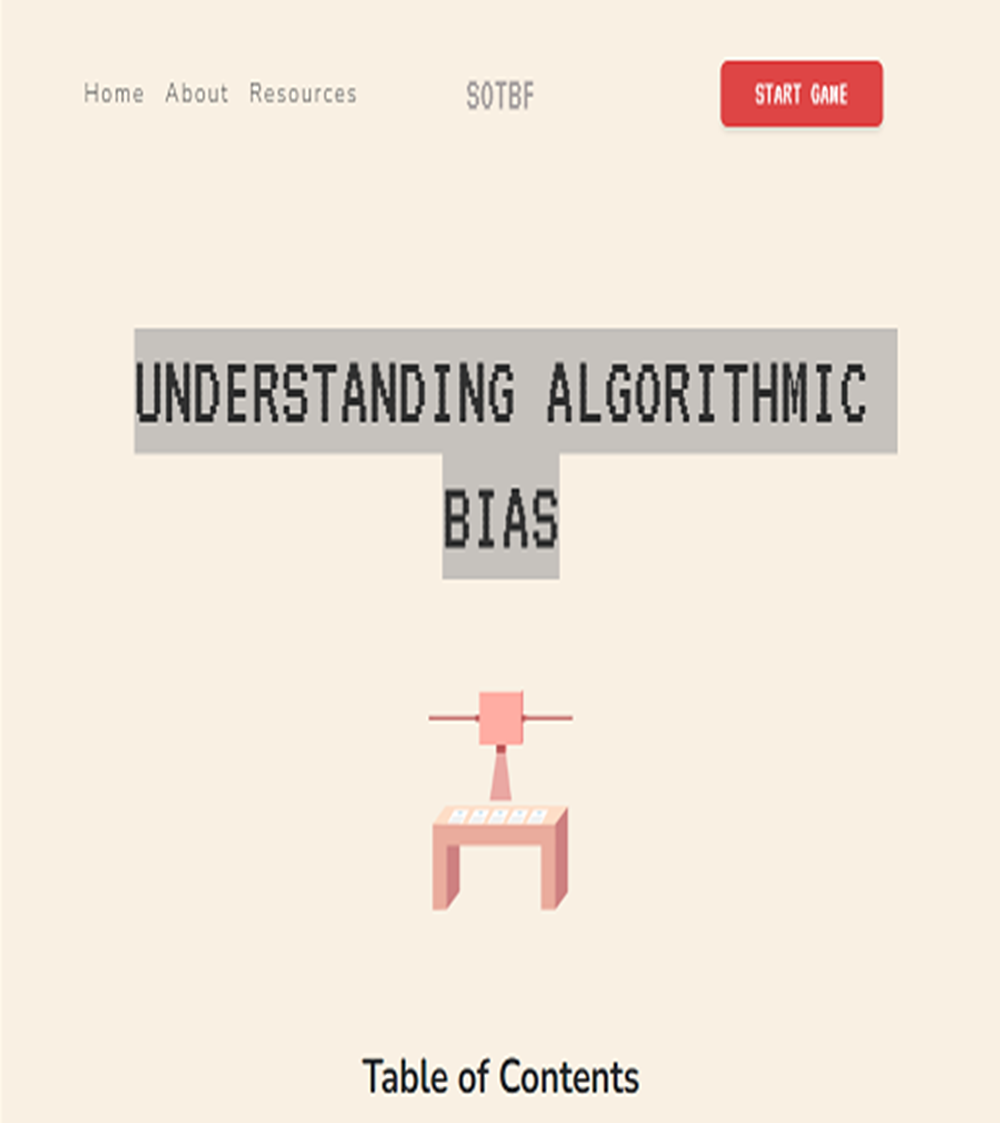 Home About Resources SOTBF START GAME
UNDERSTANDING ALGORITHMIC
BIAS
Table of Contents